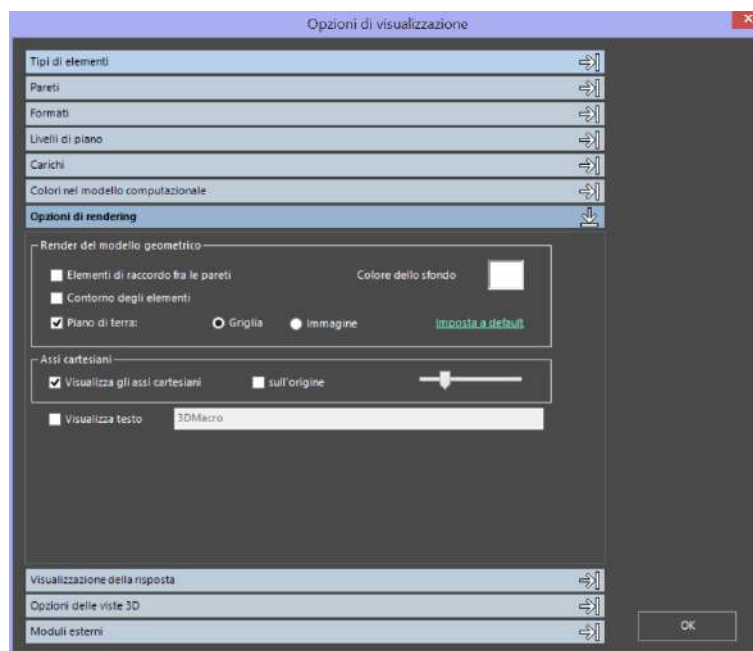 Opzioni di visualizzazione
Tipi di elementi
Pareti
Formati
Livelli di piano
Carichi
Colori nel modello computazionale
Opzioni di rendering
Render del modello geometrico
Elementi di raccordo fra le pareti Colore dello sfondo
Contorno degli elementi
Piano di terra: Griglia Immagine Imposta a default
Assi cartesiani
Visualizza gli assi cartesiani sull'origine
Visualizza testo 3DMacro
Visualizzazione della risposta
Opzioni delle viste 3D
Moduli esterni
OK